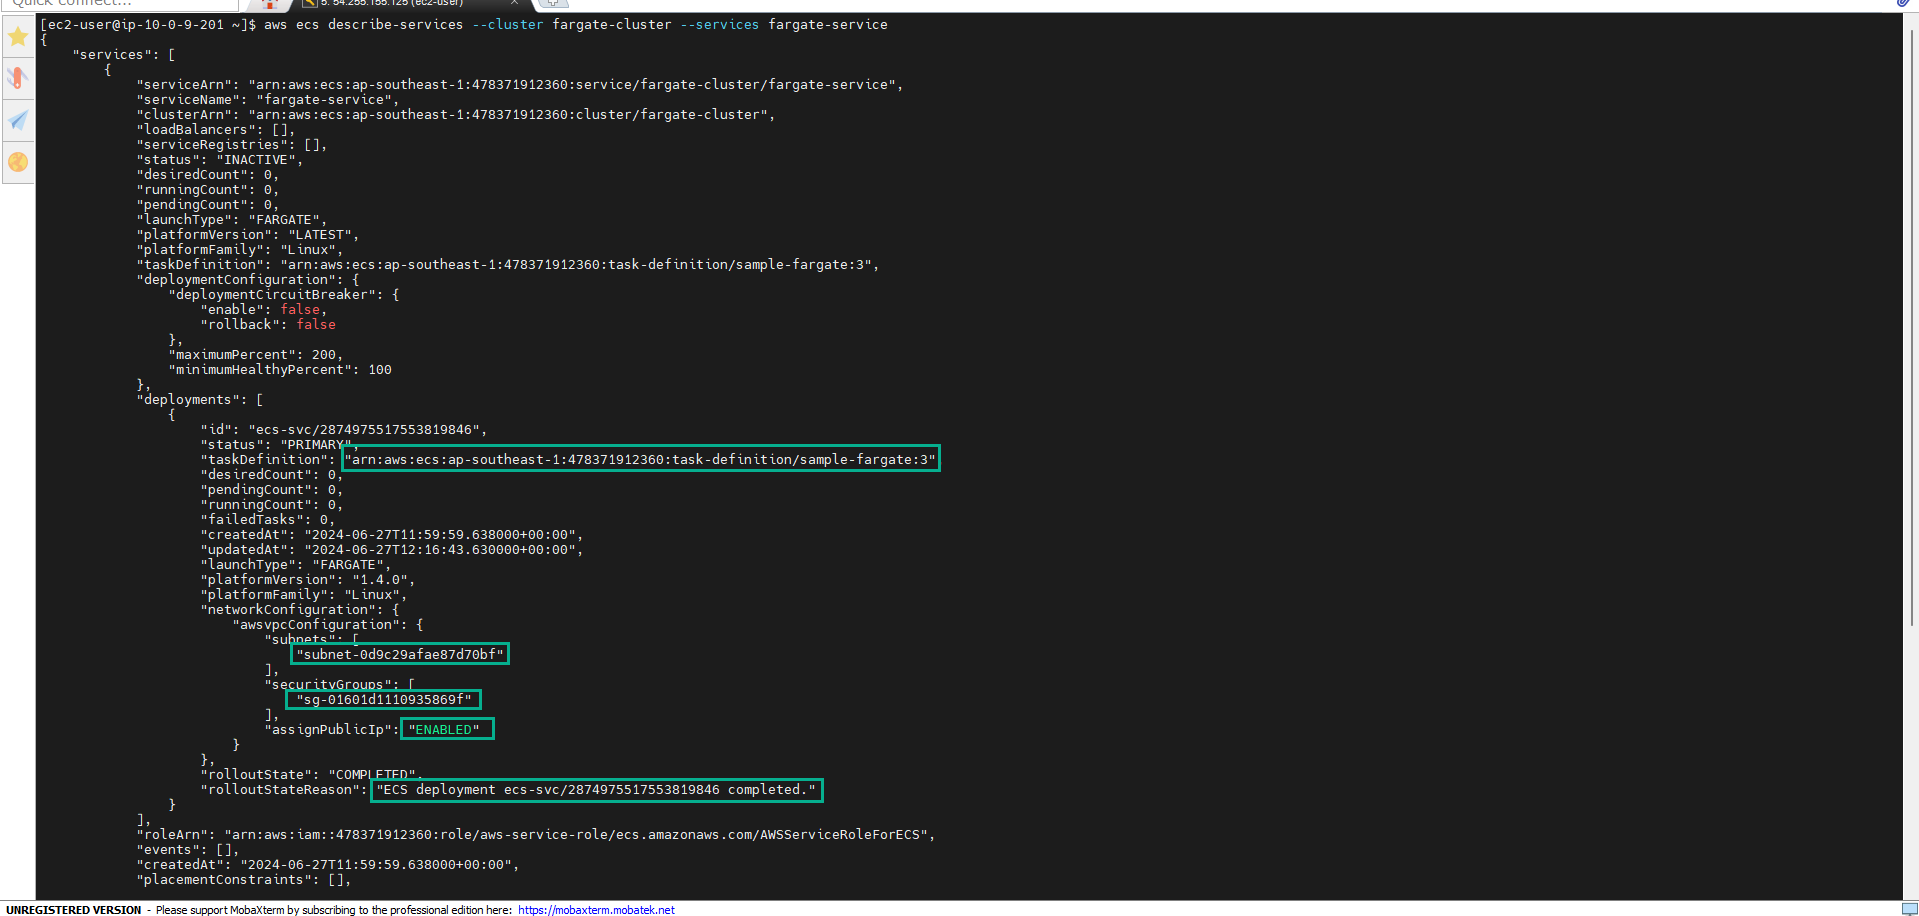 Quick connect...
5. 54.255.155.125 (ec2-user)
[ec2-user@ip-10-0-9-201 ~]$ aws ecs describe-services --cluster fargate-cluster --services fargate-service
{
    "services": [
        {
            "serviceArn": "arn:aws:ecs:ap-southeast-1:478371912360:service/fargate-cluster/fargate-service",
            "serviceName": "fargate-service",
            "clusterArn": "arn:aws:ecs:ap-southeast-1:478371912360:cluster/fargate-cluster",
            "loadBalancers": [],
            "serviceRegistries": [],
            "status": "INACTIVE",
            "desiredCount": 0,
            "runningCount": 0,
            "pendingCount": 0,
            "launchType": "FARGATE",
            "platformVersion": "LATEST",
            "platformFamily": "Linux",
            "taskDefinition": "arn:aws:ecs:ap-southeast-1:478371912360:task-definition/sample-fargate:3",
            "deploymentConfiguration": {
                "deploymentCircuitBreaker": {
                    "enable": false,
                    "rollback": false
                },
                "maximumPercent": 200,
                "minimumHealthyPercent": 100
            },
            "deployments": [
                {
                    "id": "ecs-svc/2874975517553819846",
                    "status": "PRIMARY",
                    "taskDefinition": "arn:aws:ecs:ap-southeast-1:478371912360:task-definition/sample-fargate:3"
                    "desiredCount": 0,
                    "pendingCount": 0,
                    "runningCount": 0,
                    "failedTasks": 0,
                    "createdAt": "2024-06-27T11:59:59.638000+00:00",
                    "updatedAt": "2024-06-27T12:16:43.630000+00:00",
                    "launchType": "FARGATE",
                    "platformVersion": "1.4.0",
                    "platformFamily": "Linux",
                    "networkConfiguration": {
                        "awsvpcConfiguration": {
                            "subnets": [
                                "subnet-0d9c29afae87d70bf"
                            ],
                            "securityGroups": [
                                "sg-01601d1110935869f"
                            ],
                            "assignPublicIp": "ENABLED"
                        }
                    },
                    "rolloutState": "COMPLETED",
                    "rolloutStateReason": "ECS deployment ecs-svc/2874975517553819846 completed."
                }
            ],
            "roleArn": "arn:aws:iam::478371912360:role/aws-service-role/ecs.amazonaws.com/AWSServiceRoleForECS",
            "events": [],
            "createdAt": "2024-06-27T11:59:59.638000+00:00",
            "placementConstraints": [],
UNREGISTERED VERSION - Please support MobaXterm by subscribing to the professional edition here: https://mobaxterm.mobatek.net